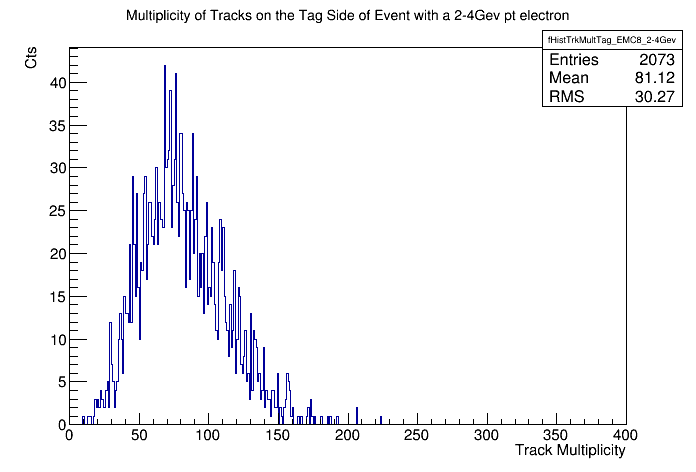 Multiplicity of Tracks on the Tag Side of Event with a 2-4Gev pt electron
Cts
fHistTrkMultTag_EMC8_2-4Gev
Entries 2073
Mean 81.12
RMS 30.27
40
35
30
25
20
15
10
5
0
0 50 100 150 200 250 300 350 400
Track Multiplicity